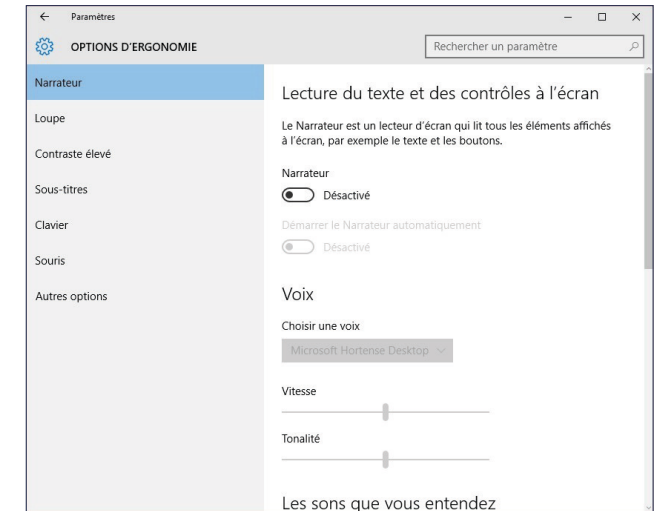 Paramètres
OPTIONS D'ERGONOMIE
Rechercher un paramètre
Narrateur
Loupe
Contraste élevé
Sous-titres
Clavier
Souris
Autres options
Lecture du texte et des contrôles à l'écran
Le Narrateur est un lecteur d'écran qui lit tous les éléments affichés
à l'écran, par exemple le texte et les boutons.
Narrateur
Désactivé
Démarrer le Narrateur automatiquement
Désactivé
Voix
Choisir une voix
Microsoft Hortense Desktop
Vitesse
Tonalité
Les sons que vous entendez